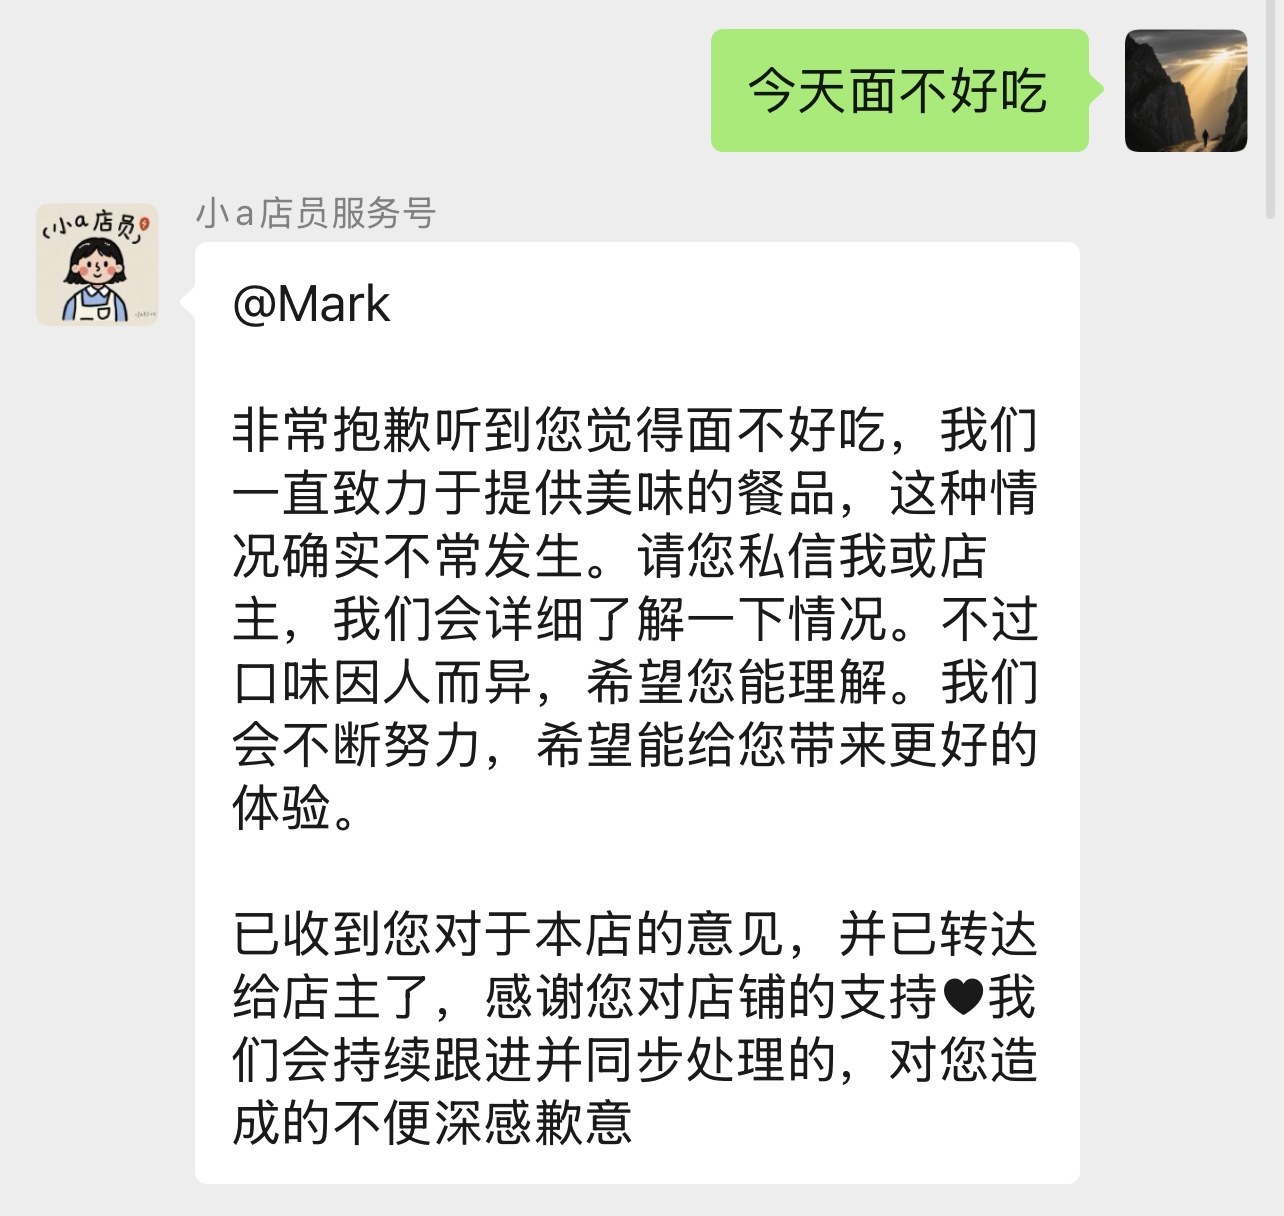 今天面不好吃
小a店员服务号
小a店员
@Mark
非常抱歉听到您觉得面不好吃，我们
一直致力于提供美味的餐品，这种情
况确实不常发生。请您私信我或店
主，我们会详细了解一下情况。不过
口味因人而异，希望您能理解。我们
会不断努力，希望能给您带来更好的
体验。
已收到您对于本店的意见，并已转达
给店主了，感谢您对店铺的支持♥我
们会持续跟进并同步处理的，对您造
成的不便深感歉意